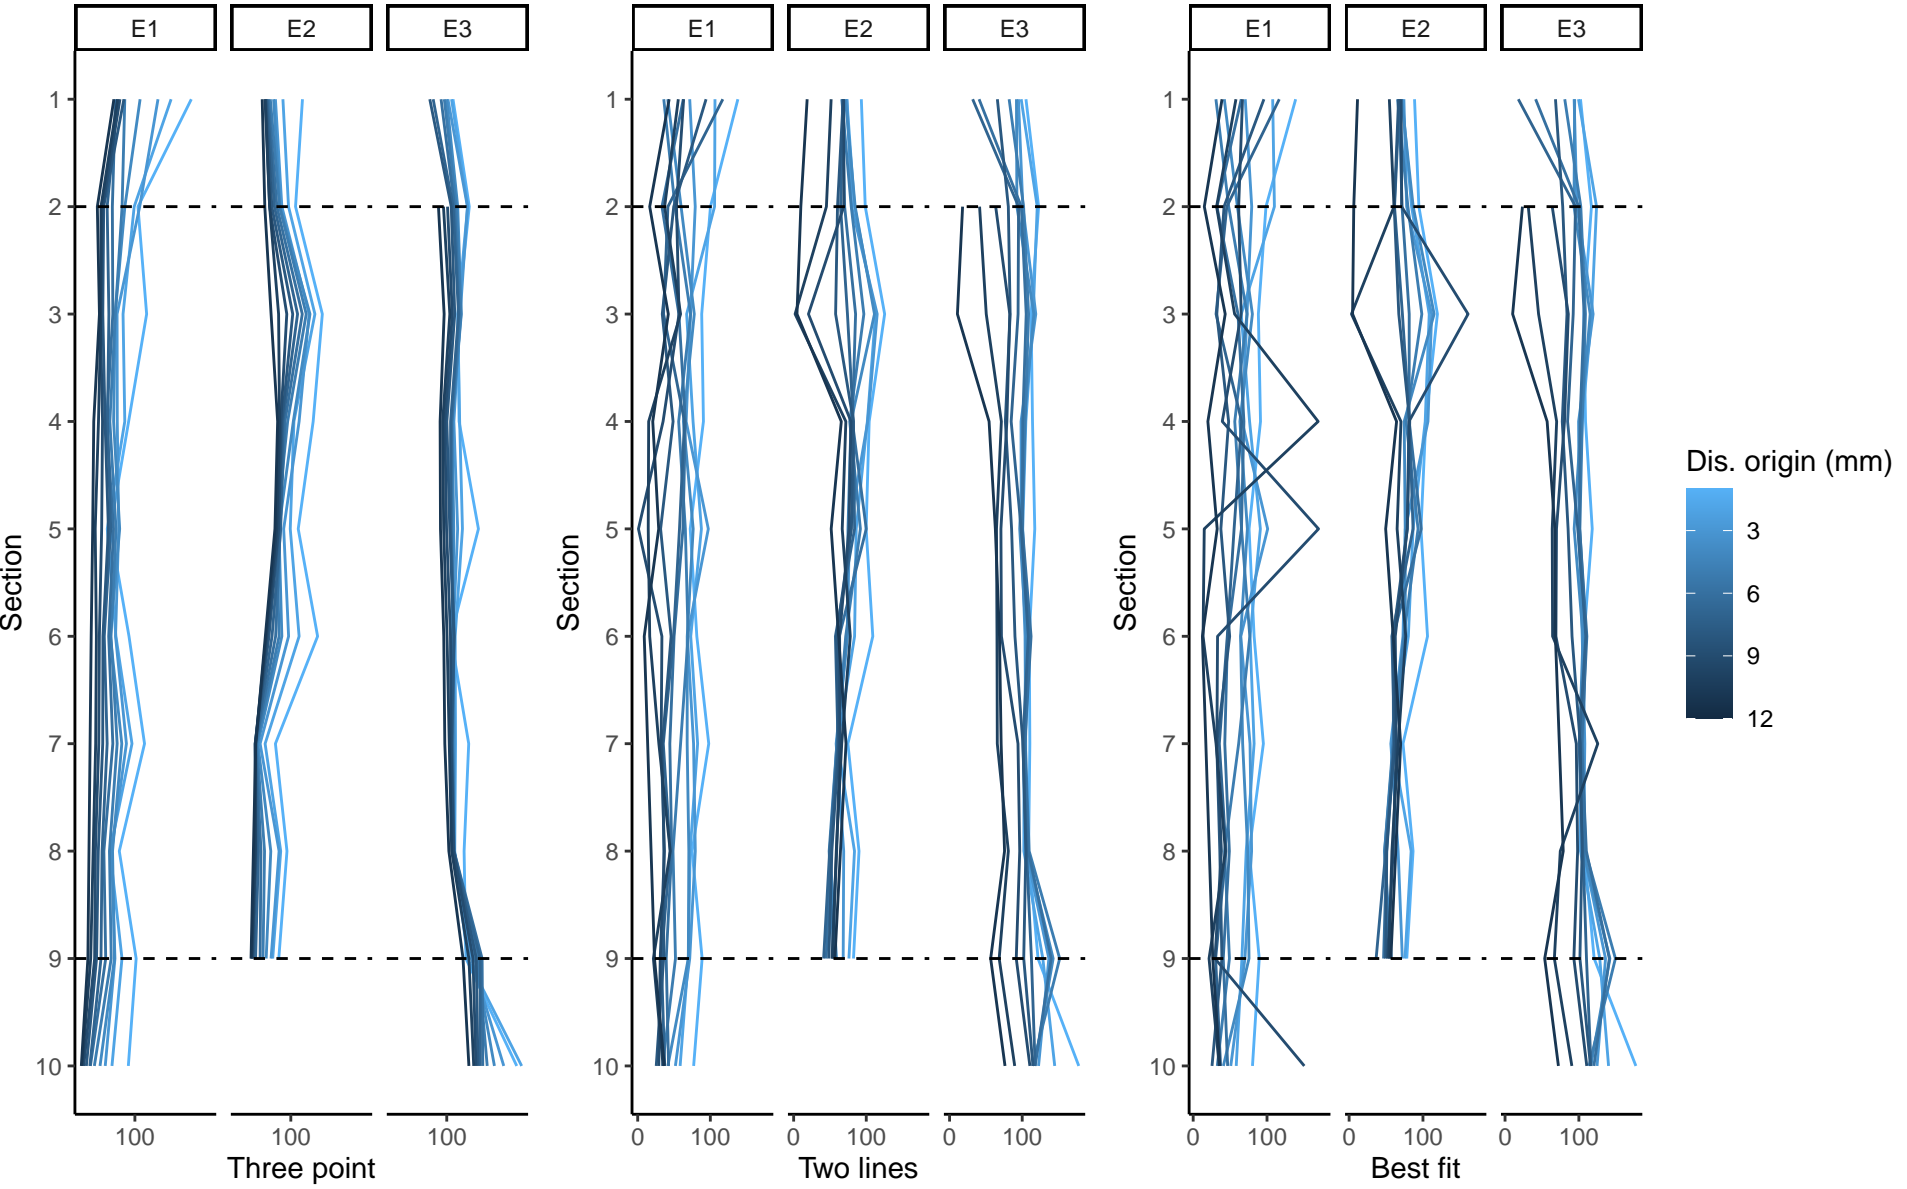 E1 E2 E3 E1 E2 E3 E1 E2 E3
1 1 1
2 2 2
3 3 3
4 4 4
Dis. origin (mm)
3
5 5 5
Section Section Section
6
6 6 6
9
12
7 7 7
8 8 8
9 9 9
10 10 10
100 100 100 0 100 0 100 0 100 0 100 0 100 0 100
Three point Two lines Best fit